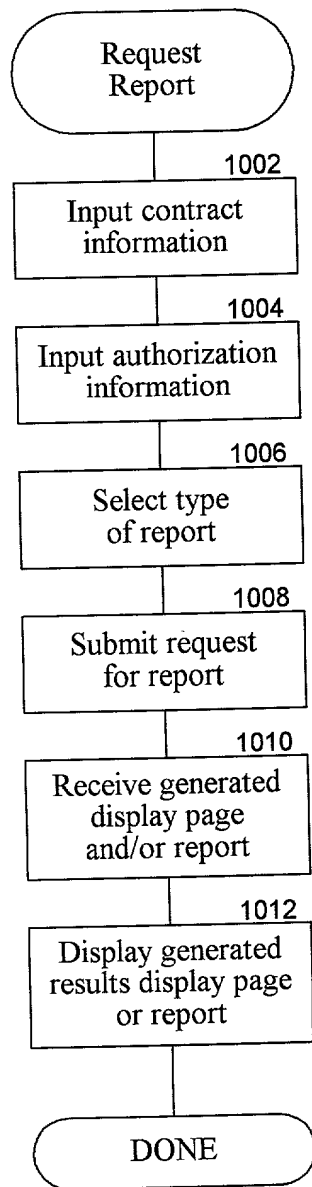 Request
Report
1002
Input contract
information
1004
Input authorization
information
1006
Select type
of report
1008
Submit request
for report
1010
Receive generated
display page
and/or report
1012
Display generated
results display page
or report
DONE